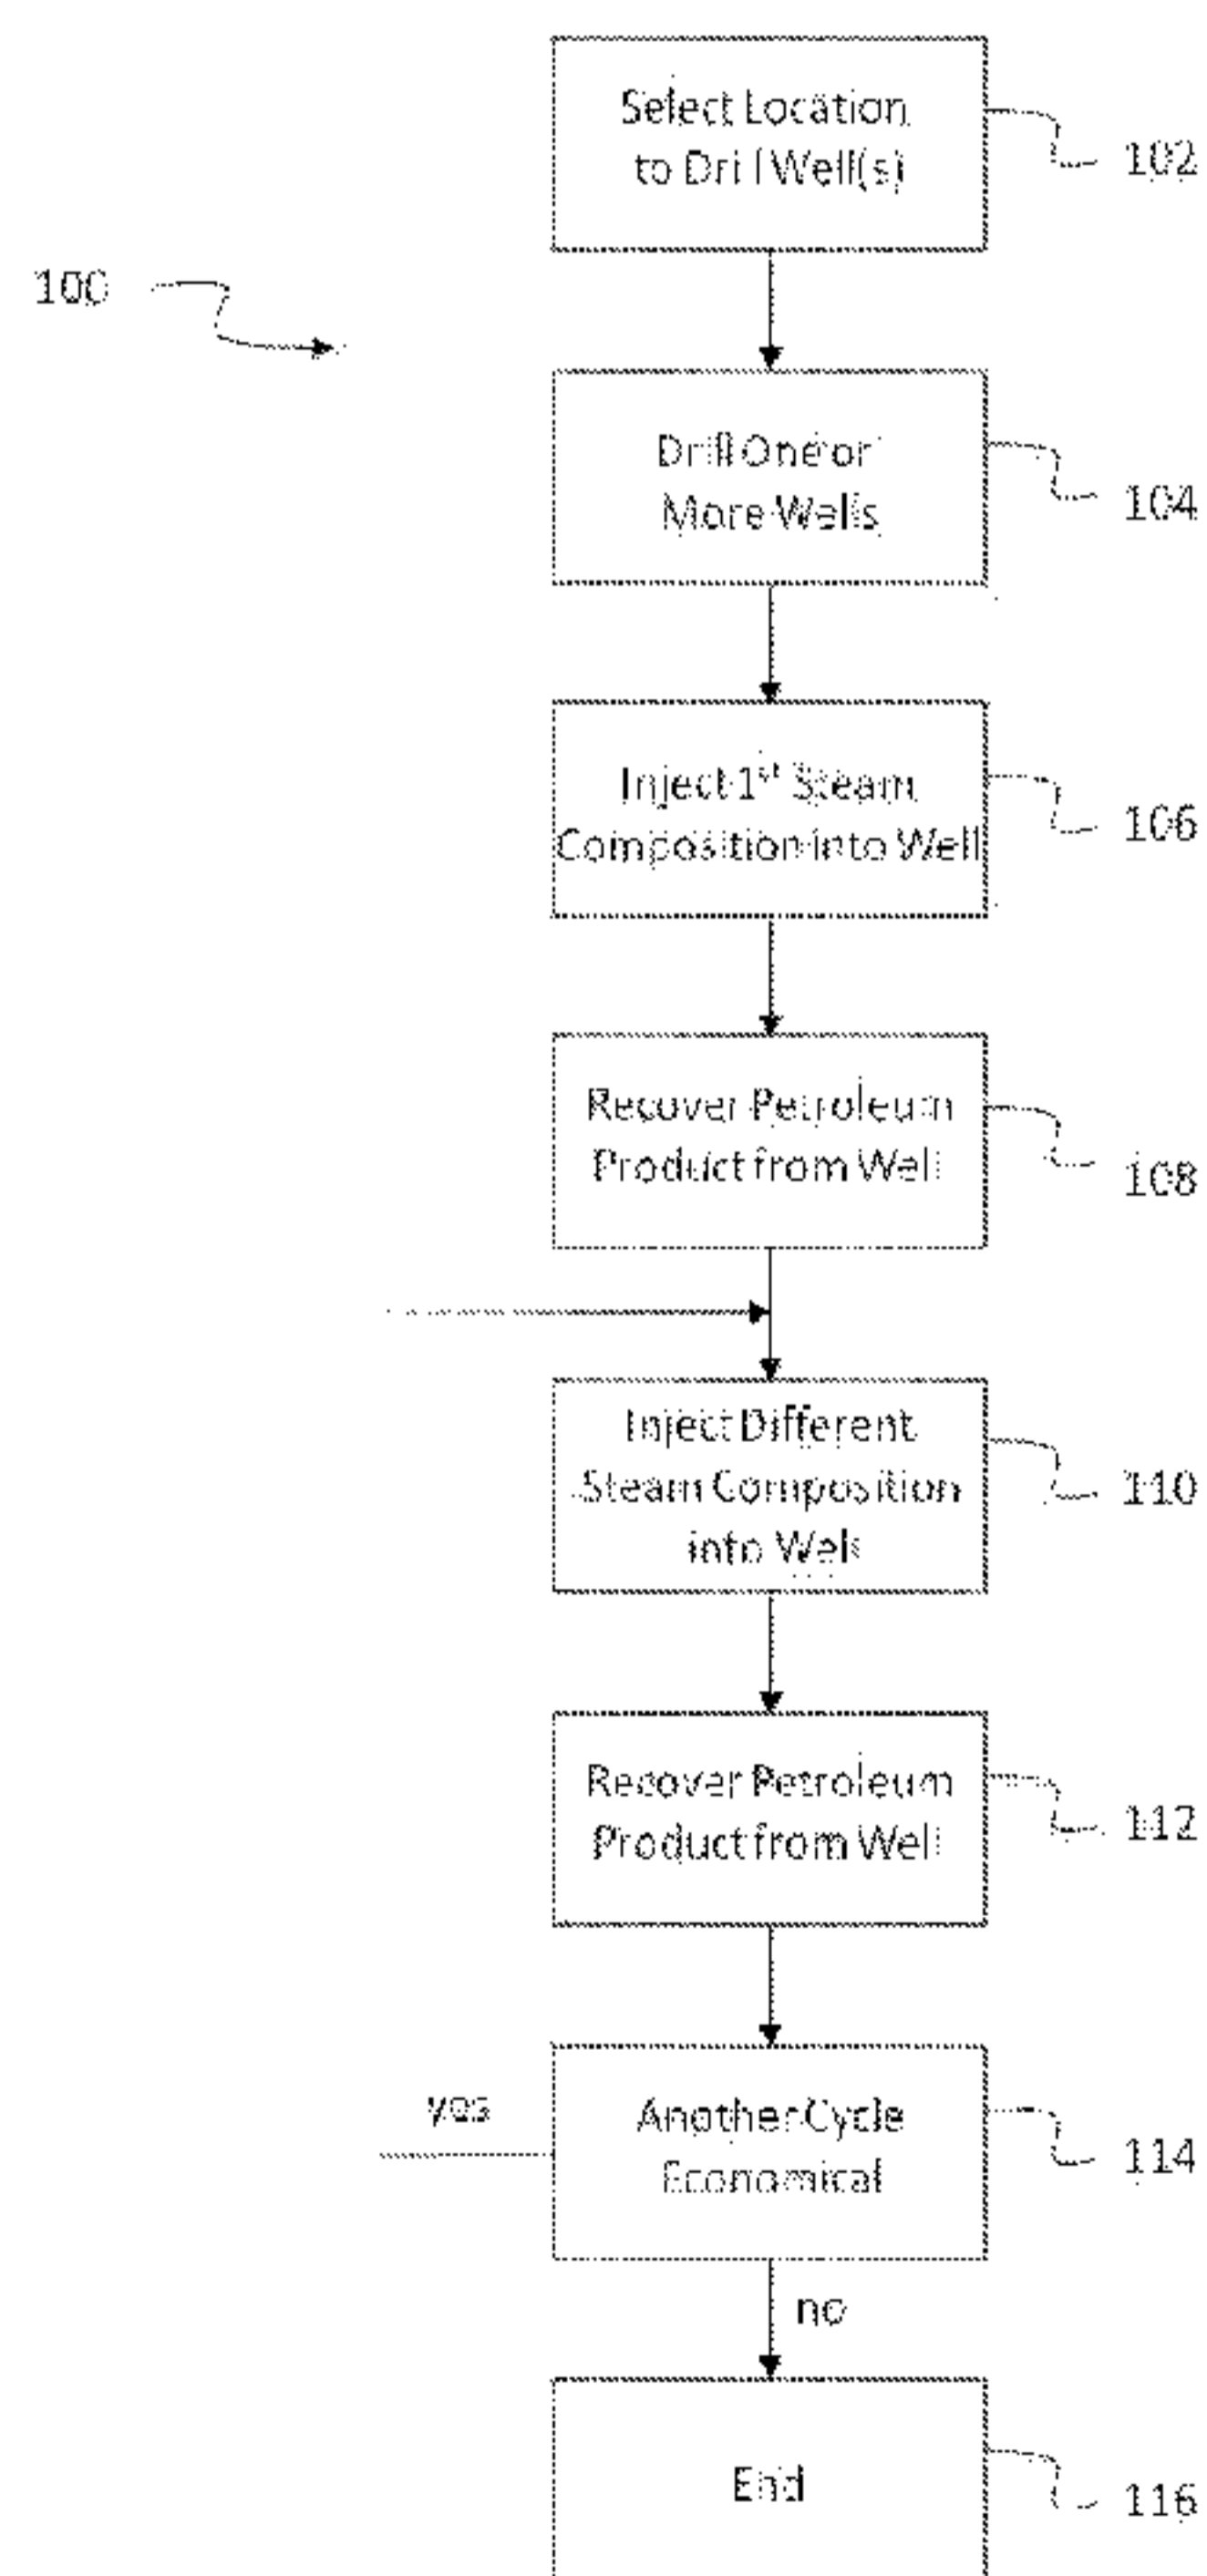 Select Location
to Drill Well(s)
102
100
Drill One or
More Wells
104
Inject 1st Steam
Composition into Well
106
Recover Petroleum
Product from Well
108
Inject Different
Steam Composition
into Wells
110
Recover Petroleum
Product from Well
112
yes
Another Cycle
Economical
114
no
End
116